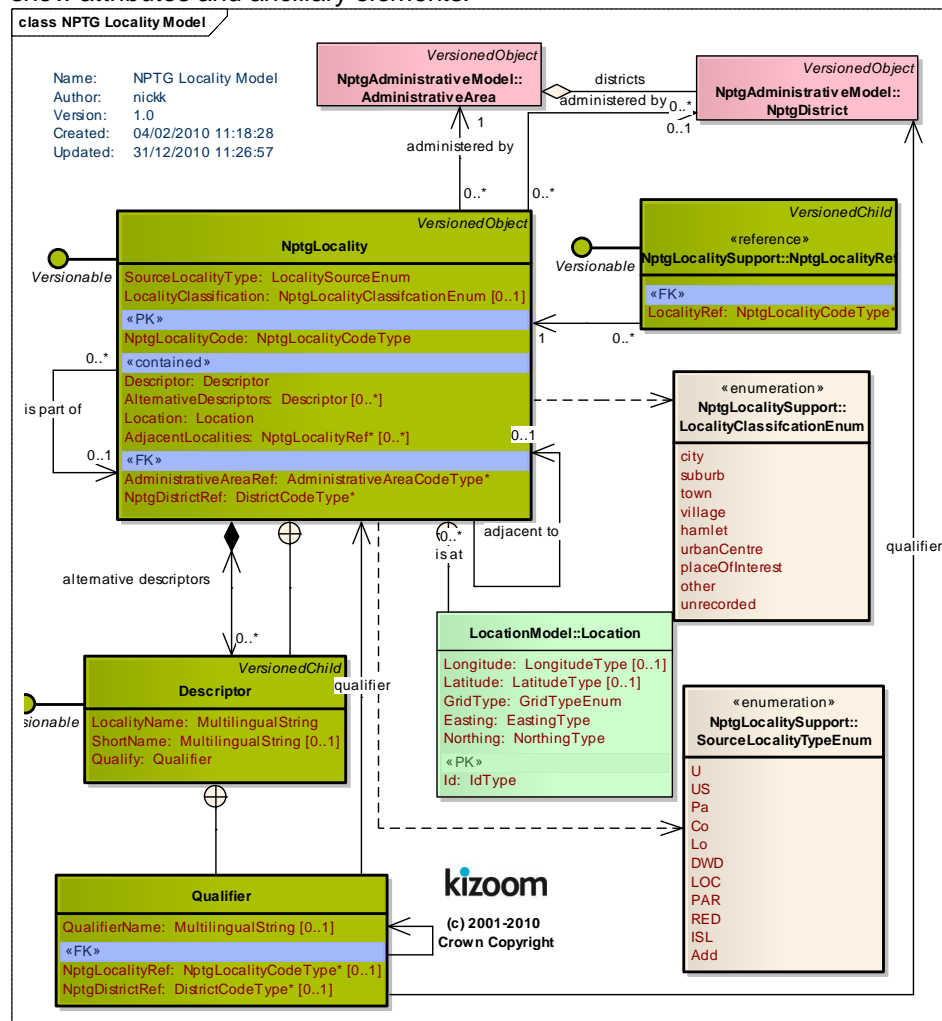 show attributes and ancillary elements.
class NPTG Locality Model
Name: NPTG Locality Model
Author: nickk
Version: 1.0
Created: 04/02/2010 11:18:28
Updated: 31/12/2010 11:26:57
VersionedObject
NptgAdministrativeModel::
AdministrativeArea
districts
administered by
0..*
0..1
VersionedObject
NptgAdministrativeModel::
NptgDistrict
1
administered by
0..*
0..*
VersionedObject
NptgLocality
Versionable
SourceLocalityType: LocalitySourceEnum
LocalityClassification: NptgLocalityClassifcationEnum [0..1]
«PK»
NptgLocalityCode: NptgLocalityCodeType
«contained»
Descriptor: Descriptor
AlternativeDescriptors: Descriptor [0..*]
Location: Location
AdjacentLocalities: NptgLocalityRef* [0..*]
«FK»
AdministrativeAreaRef: AdministrativeAreaCodeType*
NptgDistrictRef: DistrictCodeType*
VersionedChild
«reference»
NptgLocalitySupport::NptgLocalityRef
Versionable
«FK»
LocalityRef: NptgLocalityCodeType*
1
0..*
0..*
is part of
0..1
0..1
adjacent to
0..*
is at
«enumeration»
NptgLocalitySupport::
LocalityClassifcationEnum
city
suburb
town
village
hamlet
urbanCentre
placeOfInterest
other
unrecorded
qualifier
alternative descriptors
0..*
VersionedChild
Descriptor
sionable
LocalityName: MultilingualString
ShortName: MultilingualString [0..1]
Qualify: Qualifier
qualifier
LocationModel::Location
Longitude: LongitudeType [0..1]
Latitude: LatitudeType [0..1]
GridType: GridTypeEnum
Easting: EastingType
Northing: NorthingType
«PK»
Id: IdType
«enumeration»
NptgLocalitySupport::
SourceLocalityTypeEnum
U
US
Pa
Co
Lo
DWD
LOC
PAR
RED
ISL
Add
Qualifier
QualifierName: MultilingualString [0..1]
«FK»
NptgLocalityRef: NptgLocalityCodeType* [0..1]
NptgDistrictRef: DistrictCodeType* [0..1]
kizoom
(c) 2001-2010
Crown Copyright